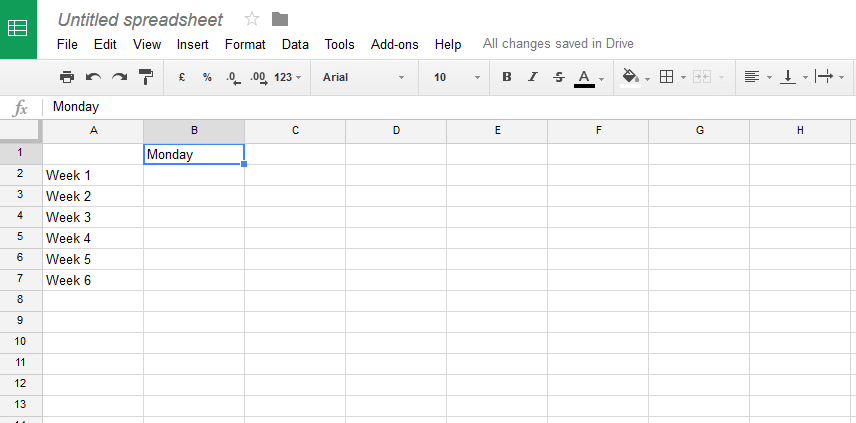 Untitled spreadsheet
File Edit View Insert Format Data Tools Add-ons Help All changes saved in Drive
£ % .0 .00 123 Arial 10 B I S A
fx Monday
A B C D E F G H
1 Monday
2 Week 1
3 Week 2
4 Week 3
5 Week 4
6 Week 5
7 Week 6
8
9
10
11
12
13